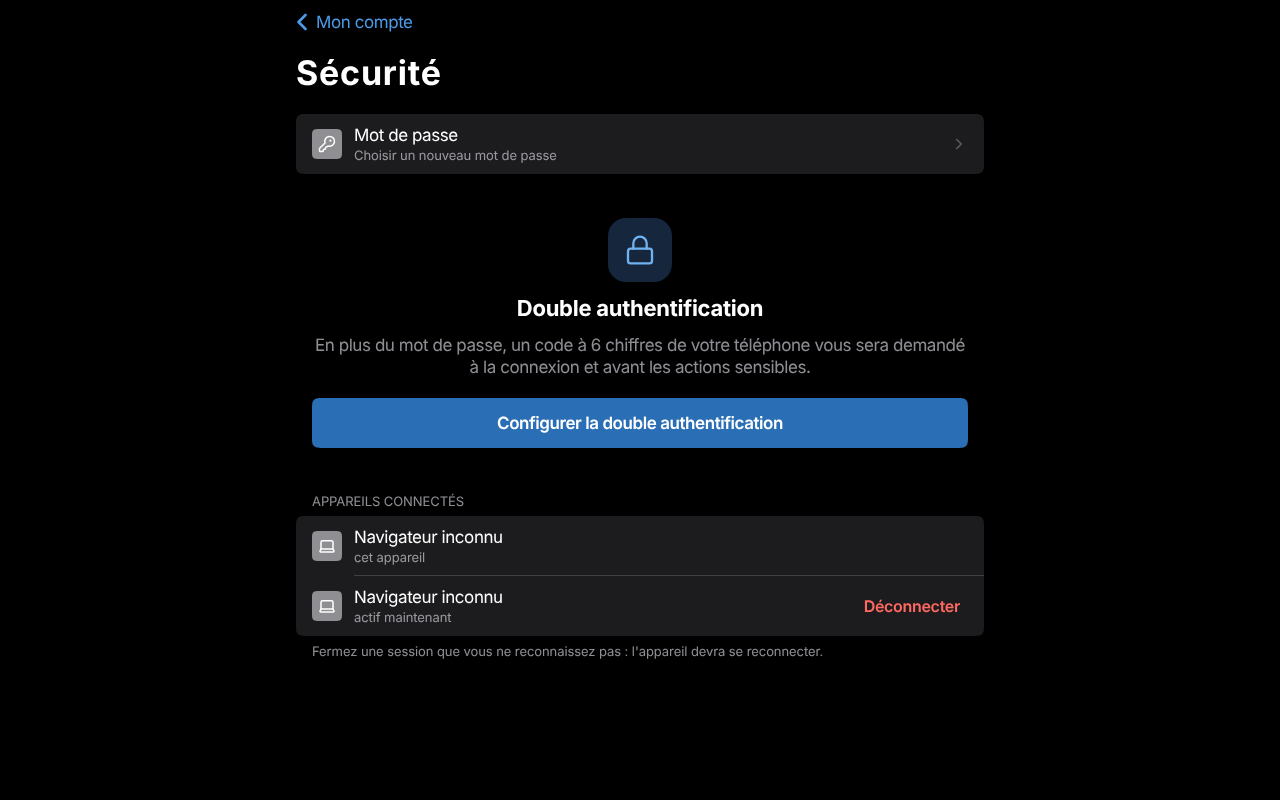 Mon compte
Sécurité
Mot de passe
Choisir un nouveau mot de passe
Double authentification
En plus du mot de passe, un code à 6 chiffres de votre téléphone vous sera demandé
à la connexion et avant les actions sensibles.
Configurer la double authentification
APPAREILS CONNECTÉS
Navigateur inconnu
cet appareil
Navigateur inconnu
actif maintenant
Déconnecter
Fermez une session que vous ne reconnaissez pas : l'appareil devra se reconnecter.